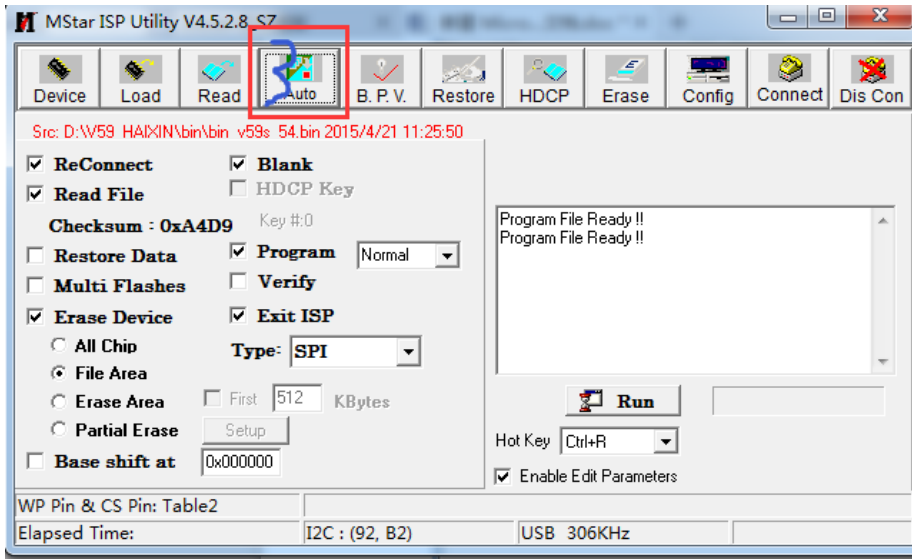 MStar ISP Utility V4.5.2.8_SZ
Device Load Read Auto B. P. V. Restore HDCP Erase Config Connect Dis Con
3
Src: D:\V59_HAIXIN\bin\bin_v59s_54.bin 2015/4/21 11:25:50
ReConnect Blank
Read File HDCP Key
Checksum : 0xA4D9 Key #:0
Restore Data Program Normal
Multi Flashes Verify
Erase Device Exit ISP
All Chip Type: SPI
File Area
Erase Area First 512 KBytes
Partial Erase Setup
Base shift at 0x000000
Program File Ready !!
Program File Ready !!
Run
Hot Key Ctrl+R
Enable Edit Parameters
WP Pin & CS Pin: Table2
Elapsed Time: I2C : (92, B2) USB 306KHz